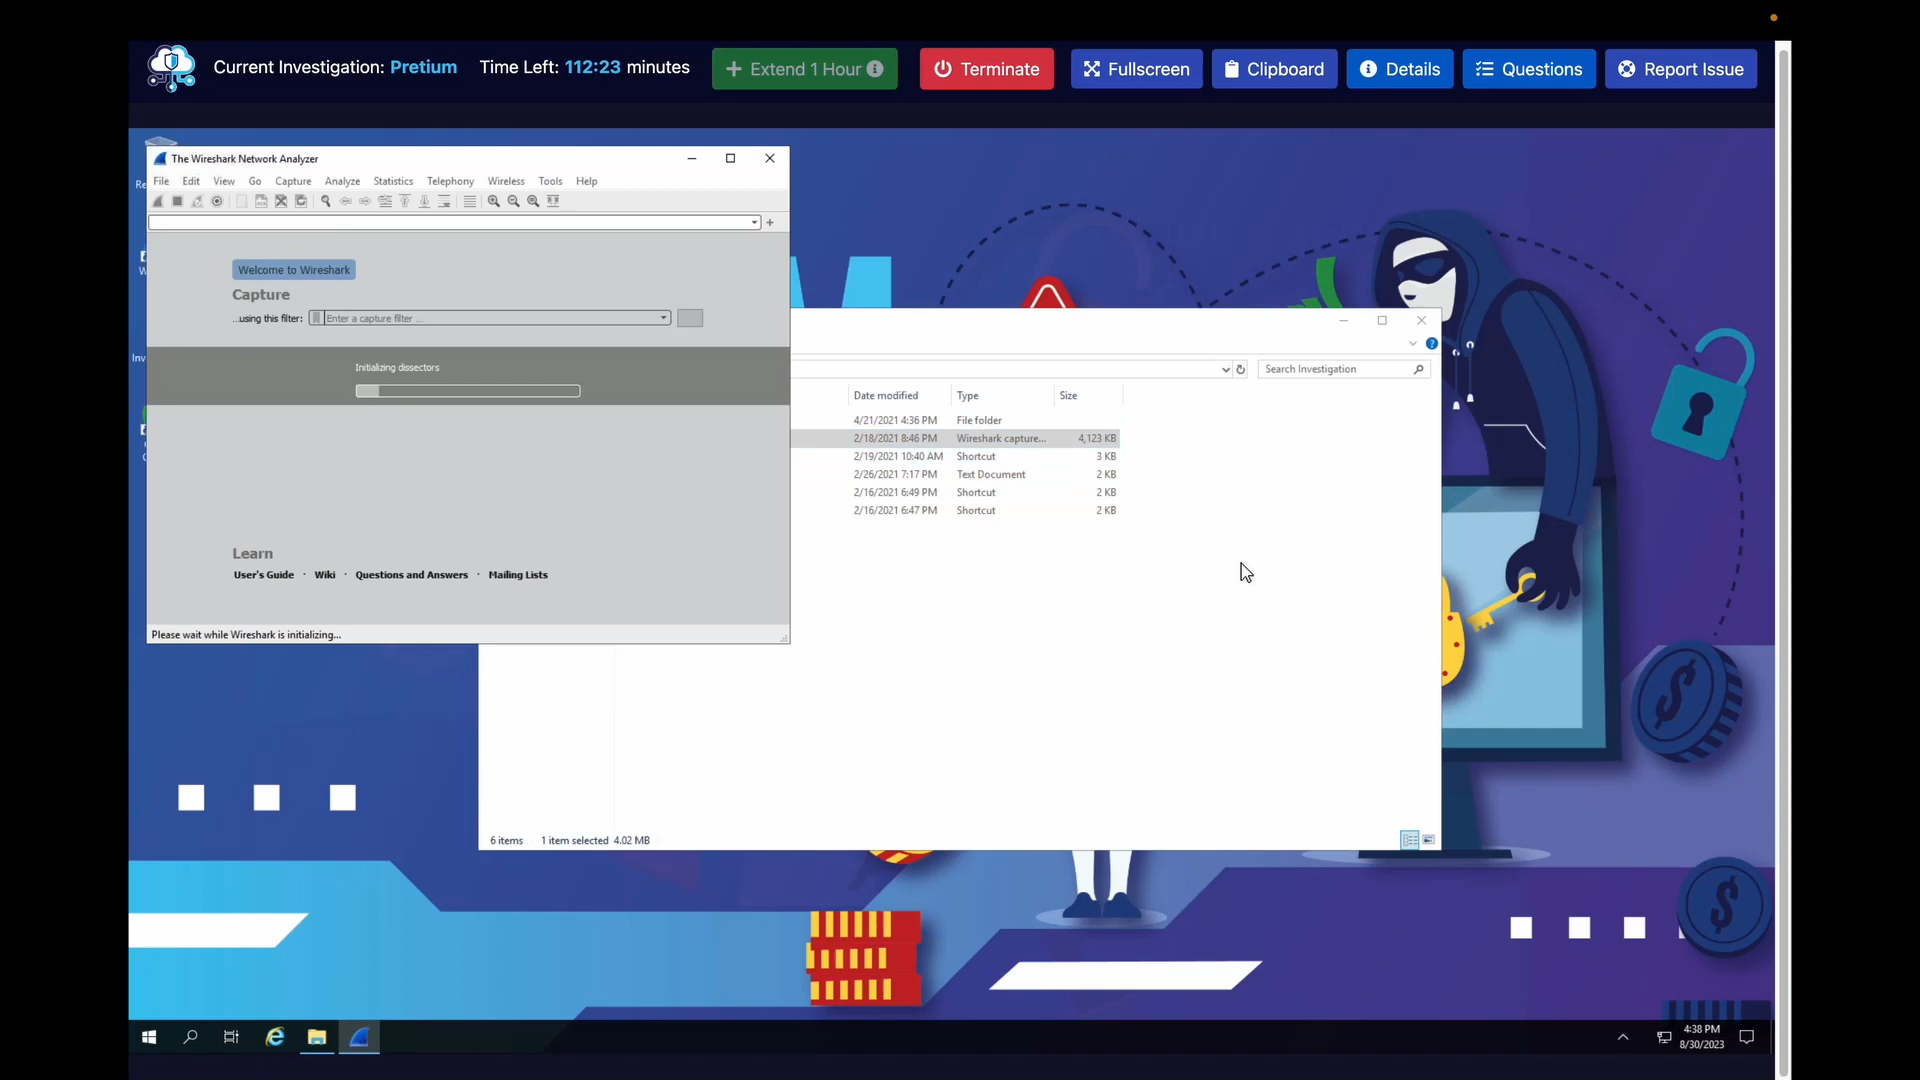 Current Investigation: Pretium
Time Left: 112:23 minutes
Extend 1 Hour
Terminate
Fullscreen
Clipboard
Details
Questions
Report Issue
The Wireshark Network Analyzer
File Edit View Go Capture Analyze Statistics Telephony Wireless Tools Help
Welcome to Wireshark
Capture
...using this filter: Enter a capture filter ...
Initializing dissectors
Learn
User's Guide · Wiki · Questions and Answers · Mailing Lists
Please wait while Wireshark is initializing...
Search Investigation
Date modified Type Size
4/21/2021 4:36 PM File folder
2/18/2021 8:46 PM Wireshark capture... 4,123 KB
2/19/2021 10:40 AM Shortcut 3 KB
2/26/2021 7:17 PM Text Document 2 KB
2/16/2021 6:49 PM Shortcut 2 KB
2/16/2021 6:47 PM Shortcut 2 KB
6 items 1 item selected 4.02 MB
4:38 PM
8/30/2023